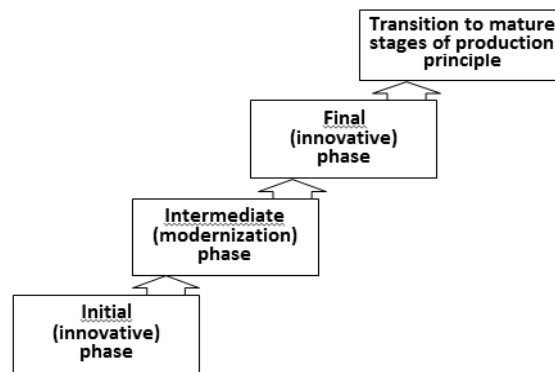 Transition to mature
stages of production
principle
Final
(innovative)
phase
Intermediate
(modernization)
phase
Initial
(innovative)
phase